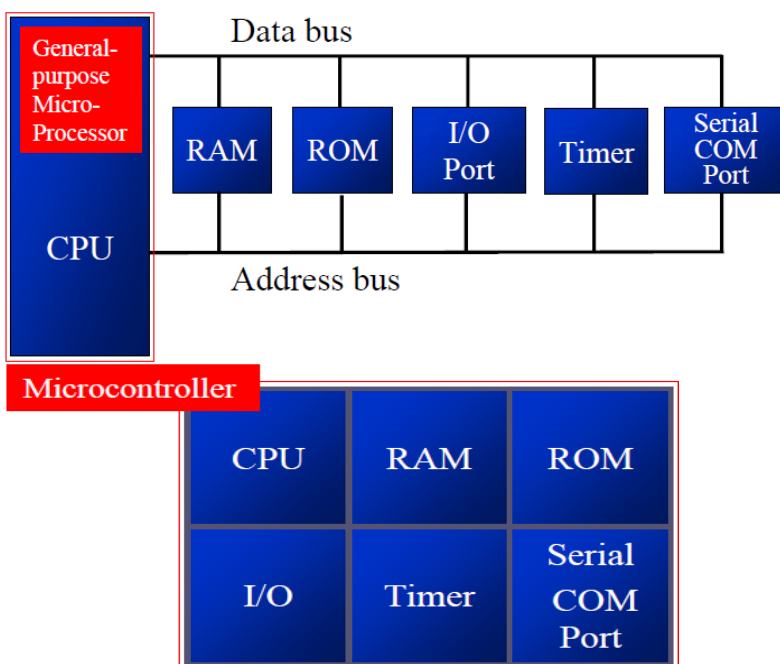 Data bus
General-
purpose
Micro-
Processor
CPU
RAM
ROM
I/O
Port
Timer
Serial
COM
Port
Address bus
Microcontroller
CPU
RAM
ROM
I/O
Timer
Serial
COM
Port